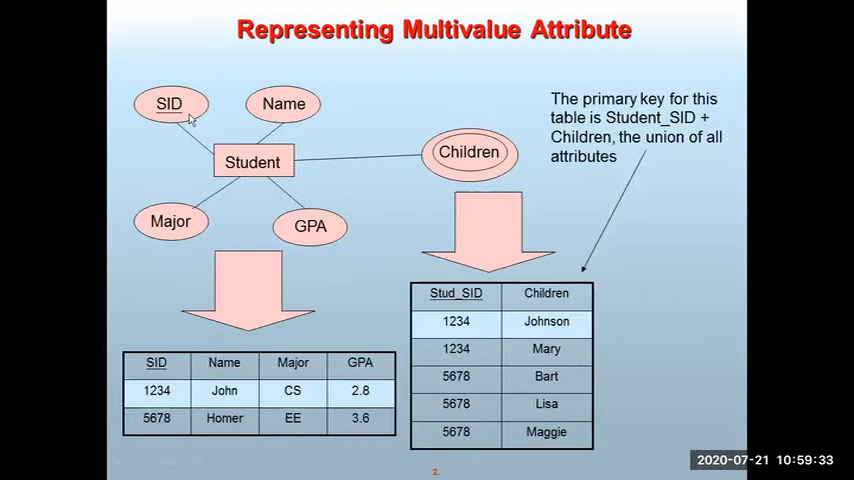 Representing Multivalue Attribute
SID
Name
The primary key for this
table is Student_SID +
Children, the union of all
attributes
Student
Children
Major
GPA
Stud_SID Children
1234 Johnson
1234 Mary
5678 Bart
5678 Lisa
5678 Maggie
SID Name Major GPA
1234 John CS 2.8
5678 Homer EE 3.6
2020-07-21 10:59:33
2.